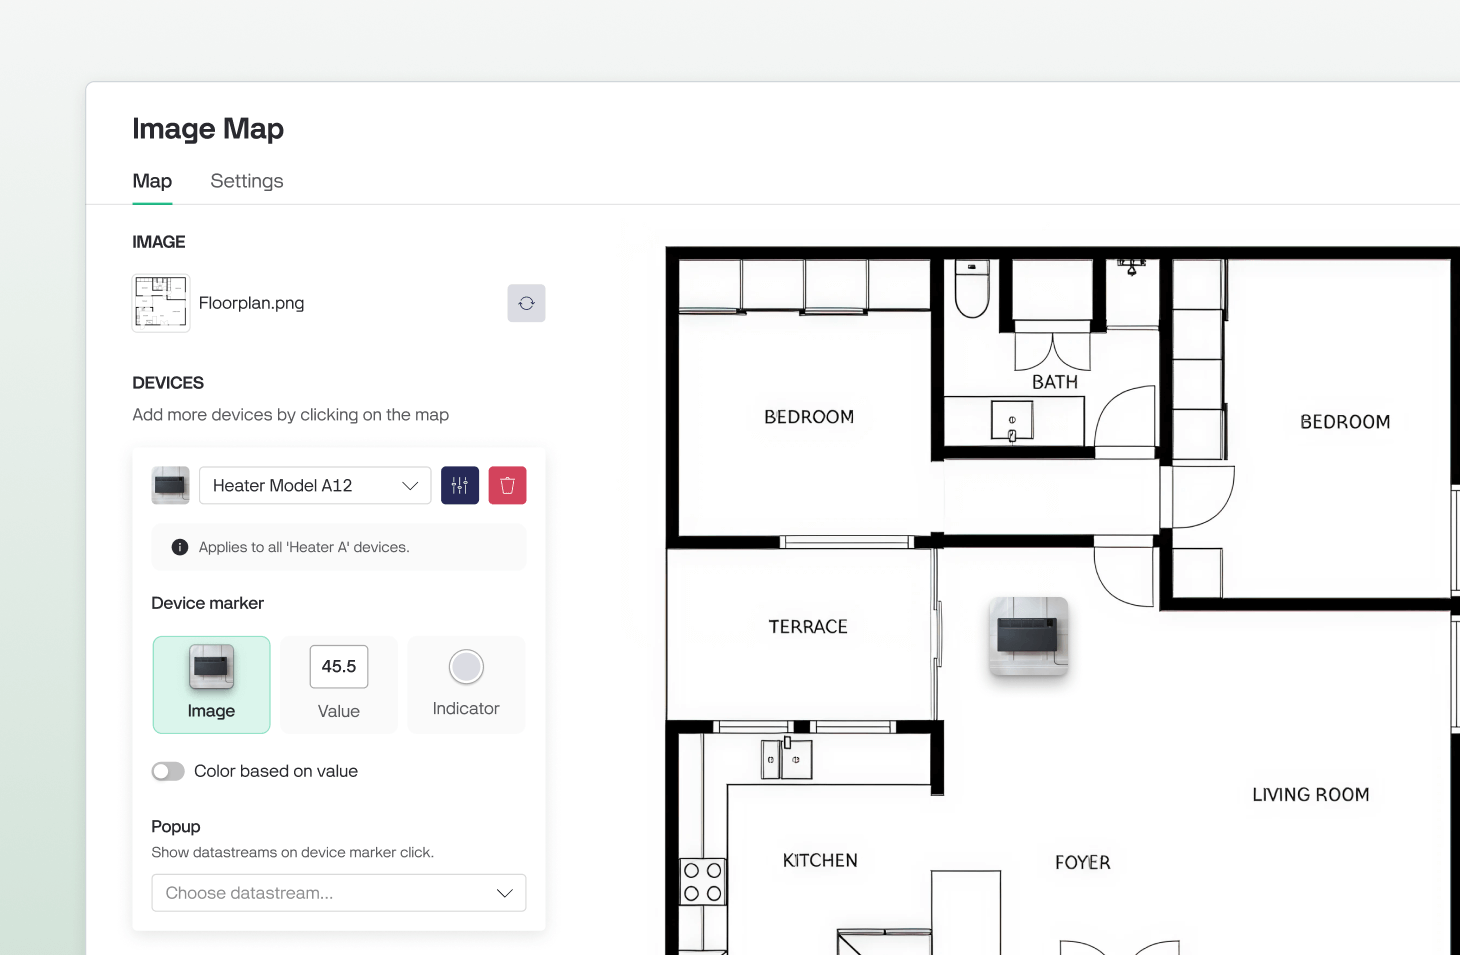 Image Map
Map Settings
IMAGE
Floorplan.png
DEVICES
Add more devices by clicking on the map
Heater Model A12
Applies to all 'Heater A' devices.
Device marker
Image
45.5
Value
Indicator
Color based on value
Popup
Show datastreams on device marker click.
Choose datastream...
BATH
BEDROOM
BEDROOM
TERRACE
LIVING ROOM
KITCHEN
FOYER